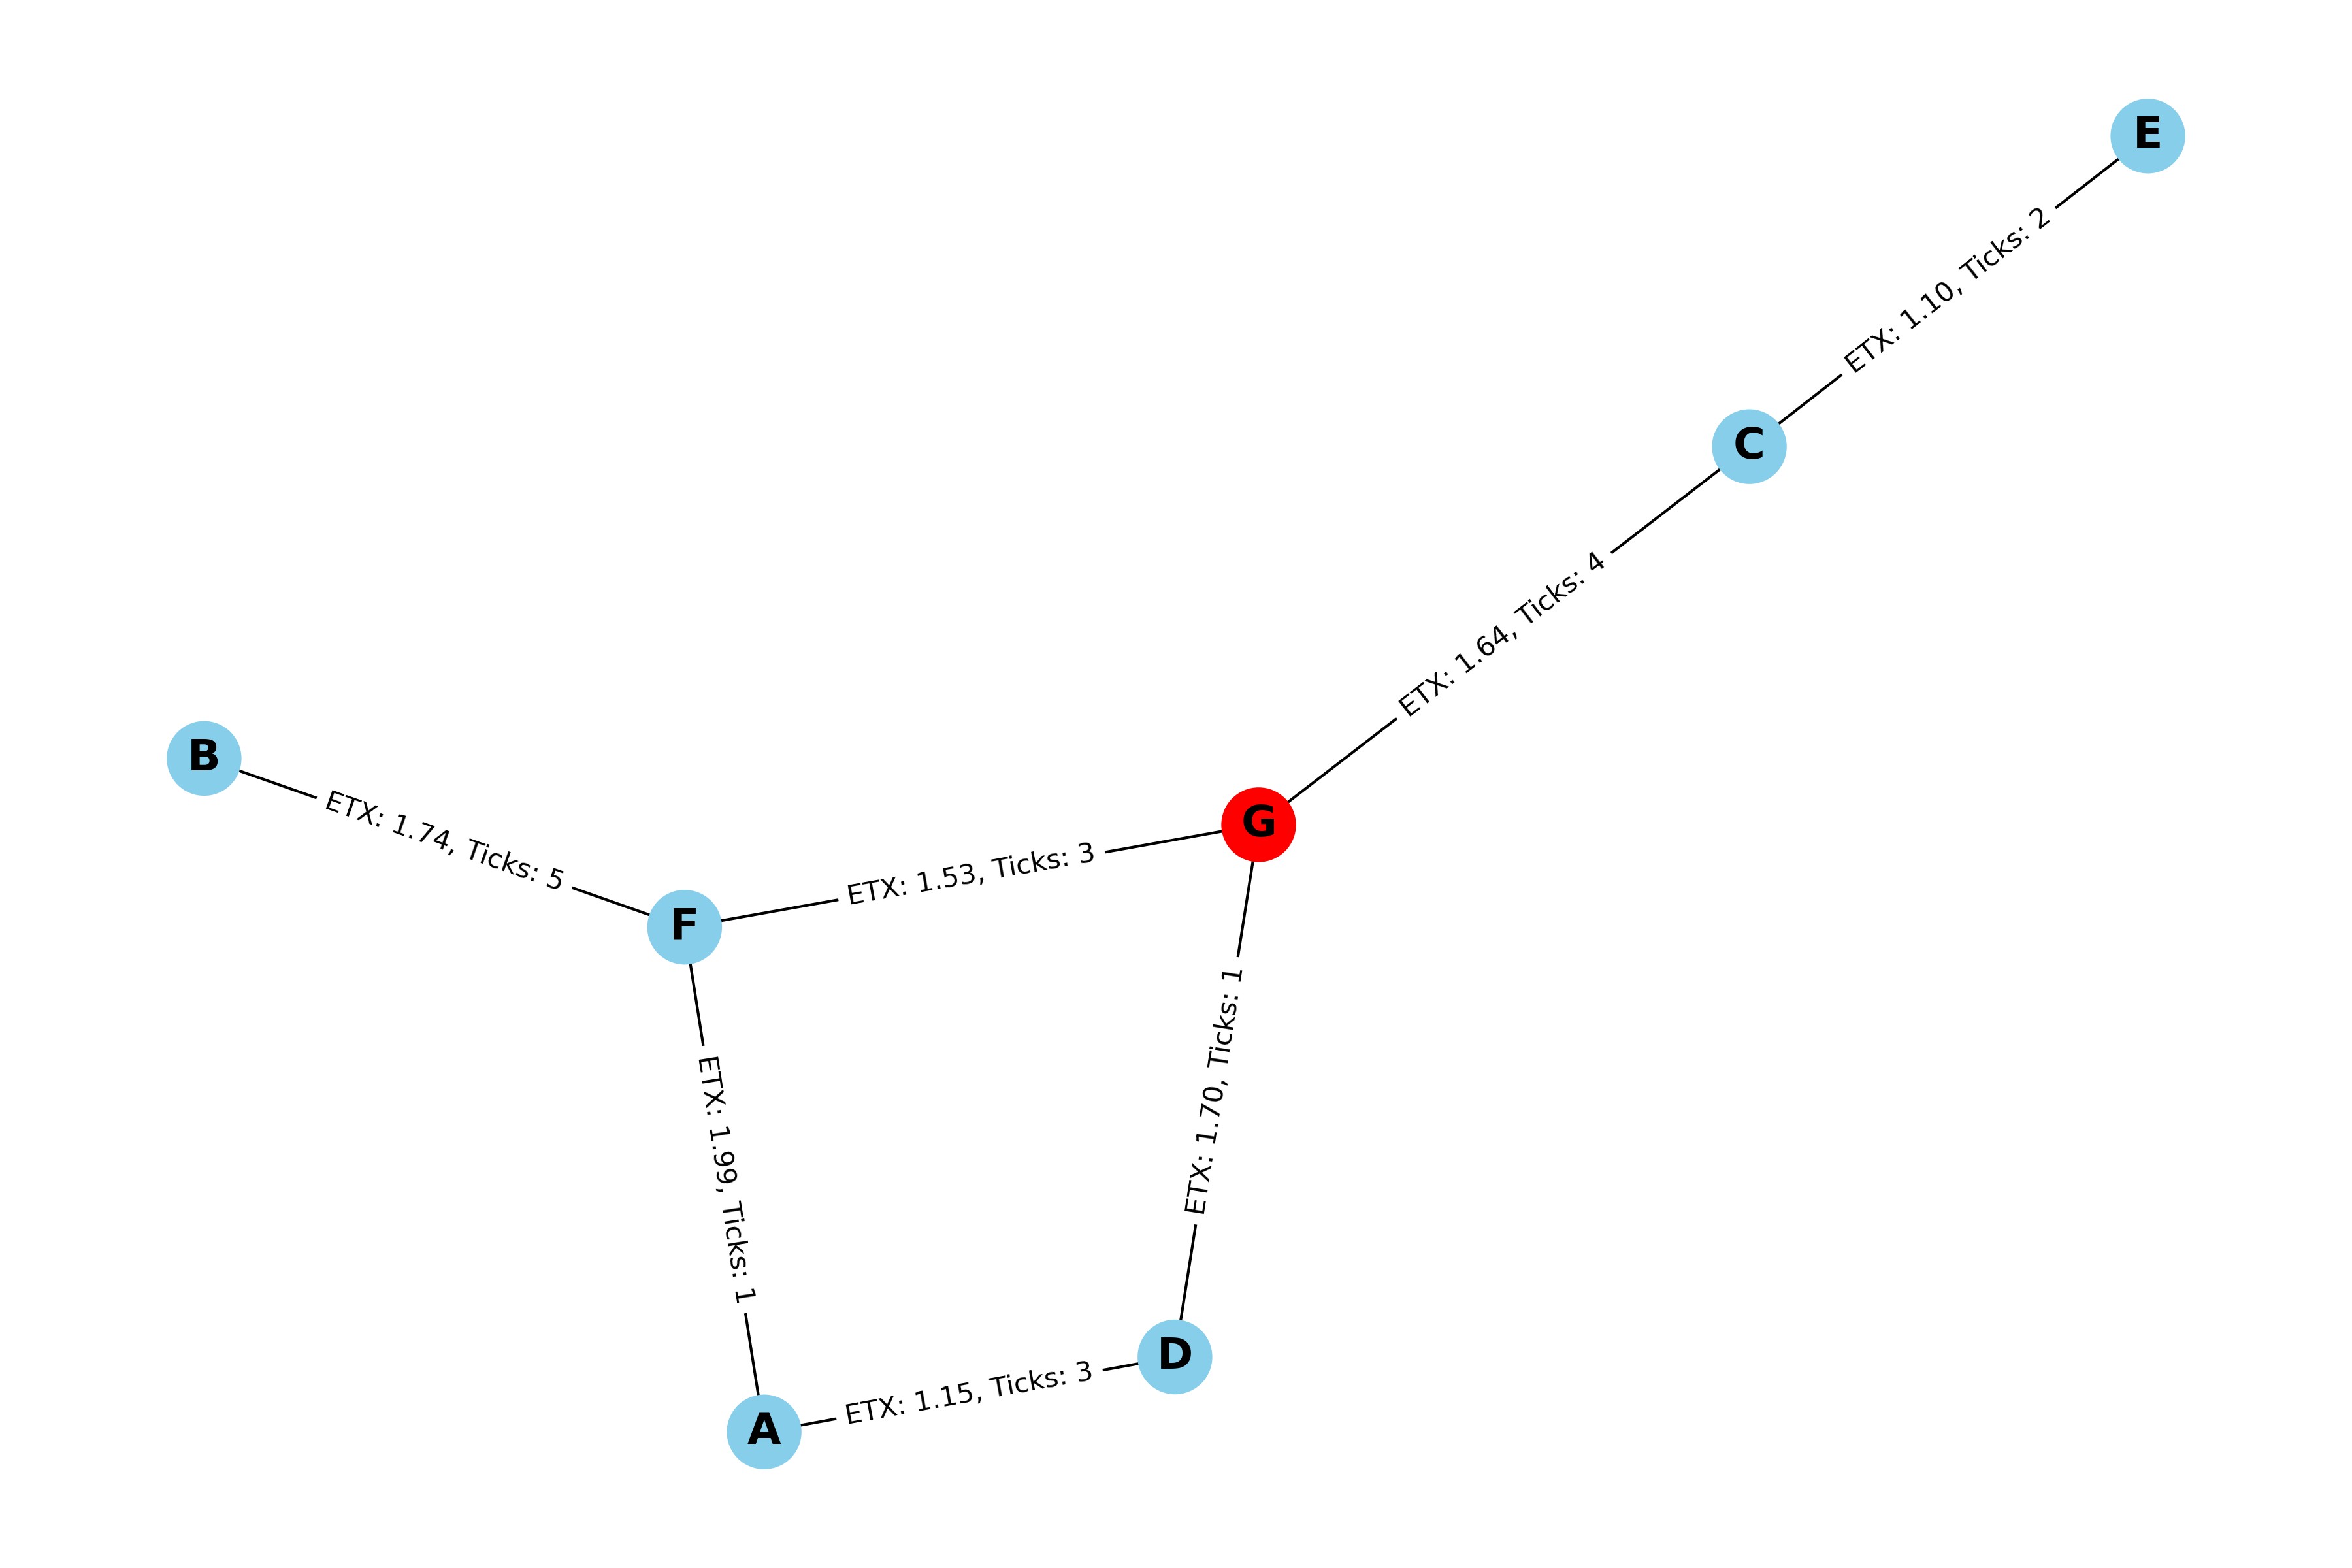 E
ETX: 1.10, Ticks: 2
C
ETX: 1.64, Ticks: 4
B
ETX: 1.74, Ticks: 5
G
ETX: 1.53, Ticks: 3
F
ETX: 1.70, Ticks: 1
ETX: 1.99, Ticks: 1
D
ETX: 1.15, Ticks: 3
A